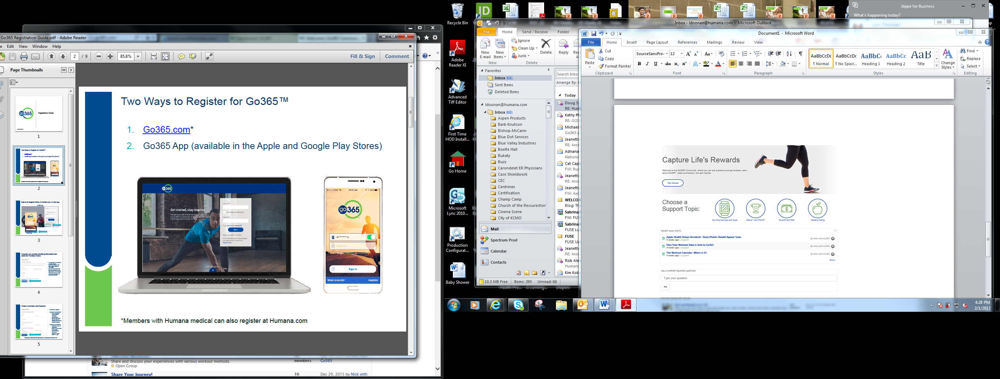 Go365 Registration Guide.pdf - Adobe Reader
Edit View Window Help
2 / 9
85.8%
Fill & Sign
Comment
Page Thumbnails
go365
Registration Guide
1
2
3
4
5
Two Ways to Register for Go365™
1. Go365.com*
2. Go365 App (available in the Apple and Google Play Stores)
go365
Get started, stay inspired
Sign in
AT&T 11:12 AM 81%
go365
Sign in
What is Go365? Register
*Members with Humana medical can also register at Humana.com
Share and discuss your experiences with various workout methods.
Open Group
members
Go365
Share Your Journey!
10
Dec 29, 2015 by Nick with
Recycle Bin
Adobe
Reader XI
Advanced
Tiff Editor
First Time
HOD Install...
Go Home
Microsoft
Lync 2010...
Production
Configurat...
Baby Shower
Skype for Business
What's happening today?
Inbox - ldoonan@humana.com - Microsoft Outlook
File Home Send / Receive Folder
New
E-mail
New
Items
New
Ignore
Clean Up
Junk
Delete
Delete
Reply
Favorites
Inbox (68)
Sent Items
Deleted Items
ldoonan@humana.com
Inbox (68)
Aspen Products
Barb Knutson
Bishop-McCann
Blue Dot Services
Blue Valley Industries
Boelte Hall
Bukaty
Buzz
Carondelet ER Physicians
Case Shieldwork
CEC
Centrinex
Certification
Champ Camp
Church of the Ressurection
Cinena Scene
City of KCMO
Mail
Spectrum Prod
Calendar
Contacts
10.3 MB Free Items: 295 Unread: 68
Search Inbo
Arrange By:
Today
Doug S
RE: Hum
Kathy P
RE: GO3
Michael
Go365 p
Jeanett
RE: Axce
Adriana
Nationa
Cat Cap
FW: Run
Jeanette
RE: Axce
Jeanette
FW: Axc
WELCO
Blog: Th
Sabrina
FW: FUS
Sabrina
FUSE Lu
FUSE
FUSE Up
Jeanette
RE: Axce
Rob Ale
Humana
Kim Kob
Document1 - Microsoft Word
File Home Insert Page Layout References Mailings Review View
Paste
Cut
Copy
Format Painter
Clipboard
SourceSansPro- 12
Font
Paragraph
AaBbCcDc AaBbCcDc AaBbCc AaBbCc AaB
¶ Normal ¶ No Spaci... Heading 1 Heading 2 Title
Styles
Change
Styles
Find
Replace
Select
Editing
Capture Life's Rewards
Welcome to the Go365® Community, where you can ask questions and get answers, learn
about Go365®, make connections, and get inspired.
Get Started
Choose a
Support Topic:
Syncing Devices and Apps
Status™ and Points™
Bucks® and Mall
Healthy Eating
RECENT BLOG POSTS
Apple Health Delays Resolved- Steps/Points Should Appear Soon
3 weeks ago in Support
by Nick with Go365
How Your Workout Data is Sent to Go365
4 weeks ago in Support
by Nick with Go365
The Workout Calendar: Where is it?
4 weeks ago in Support
by Nick with Go365
More ›
ASK A SUPPORT RELATED QUESTION
Type your question
Ask
4:28 PM
2/1/2017